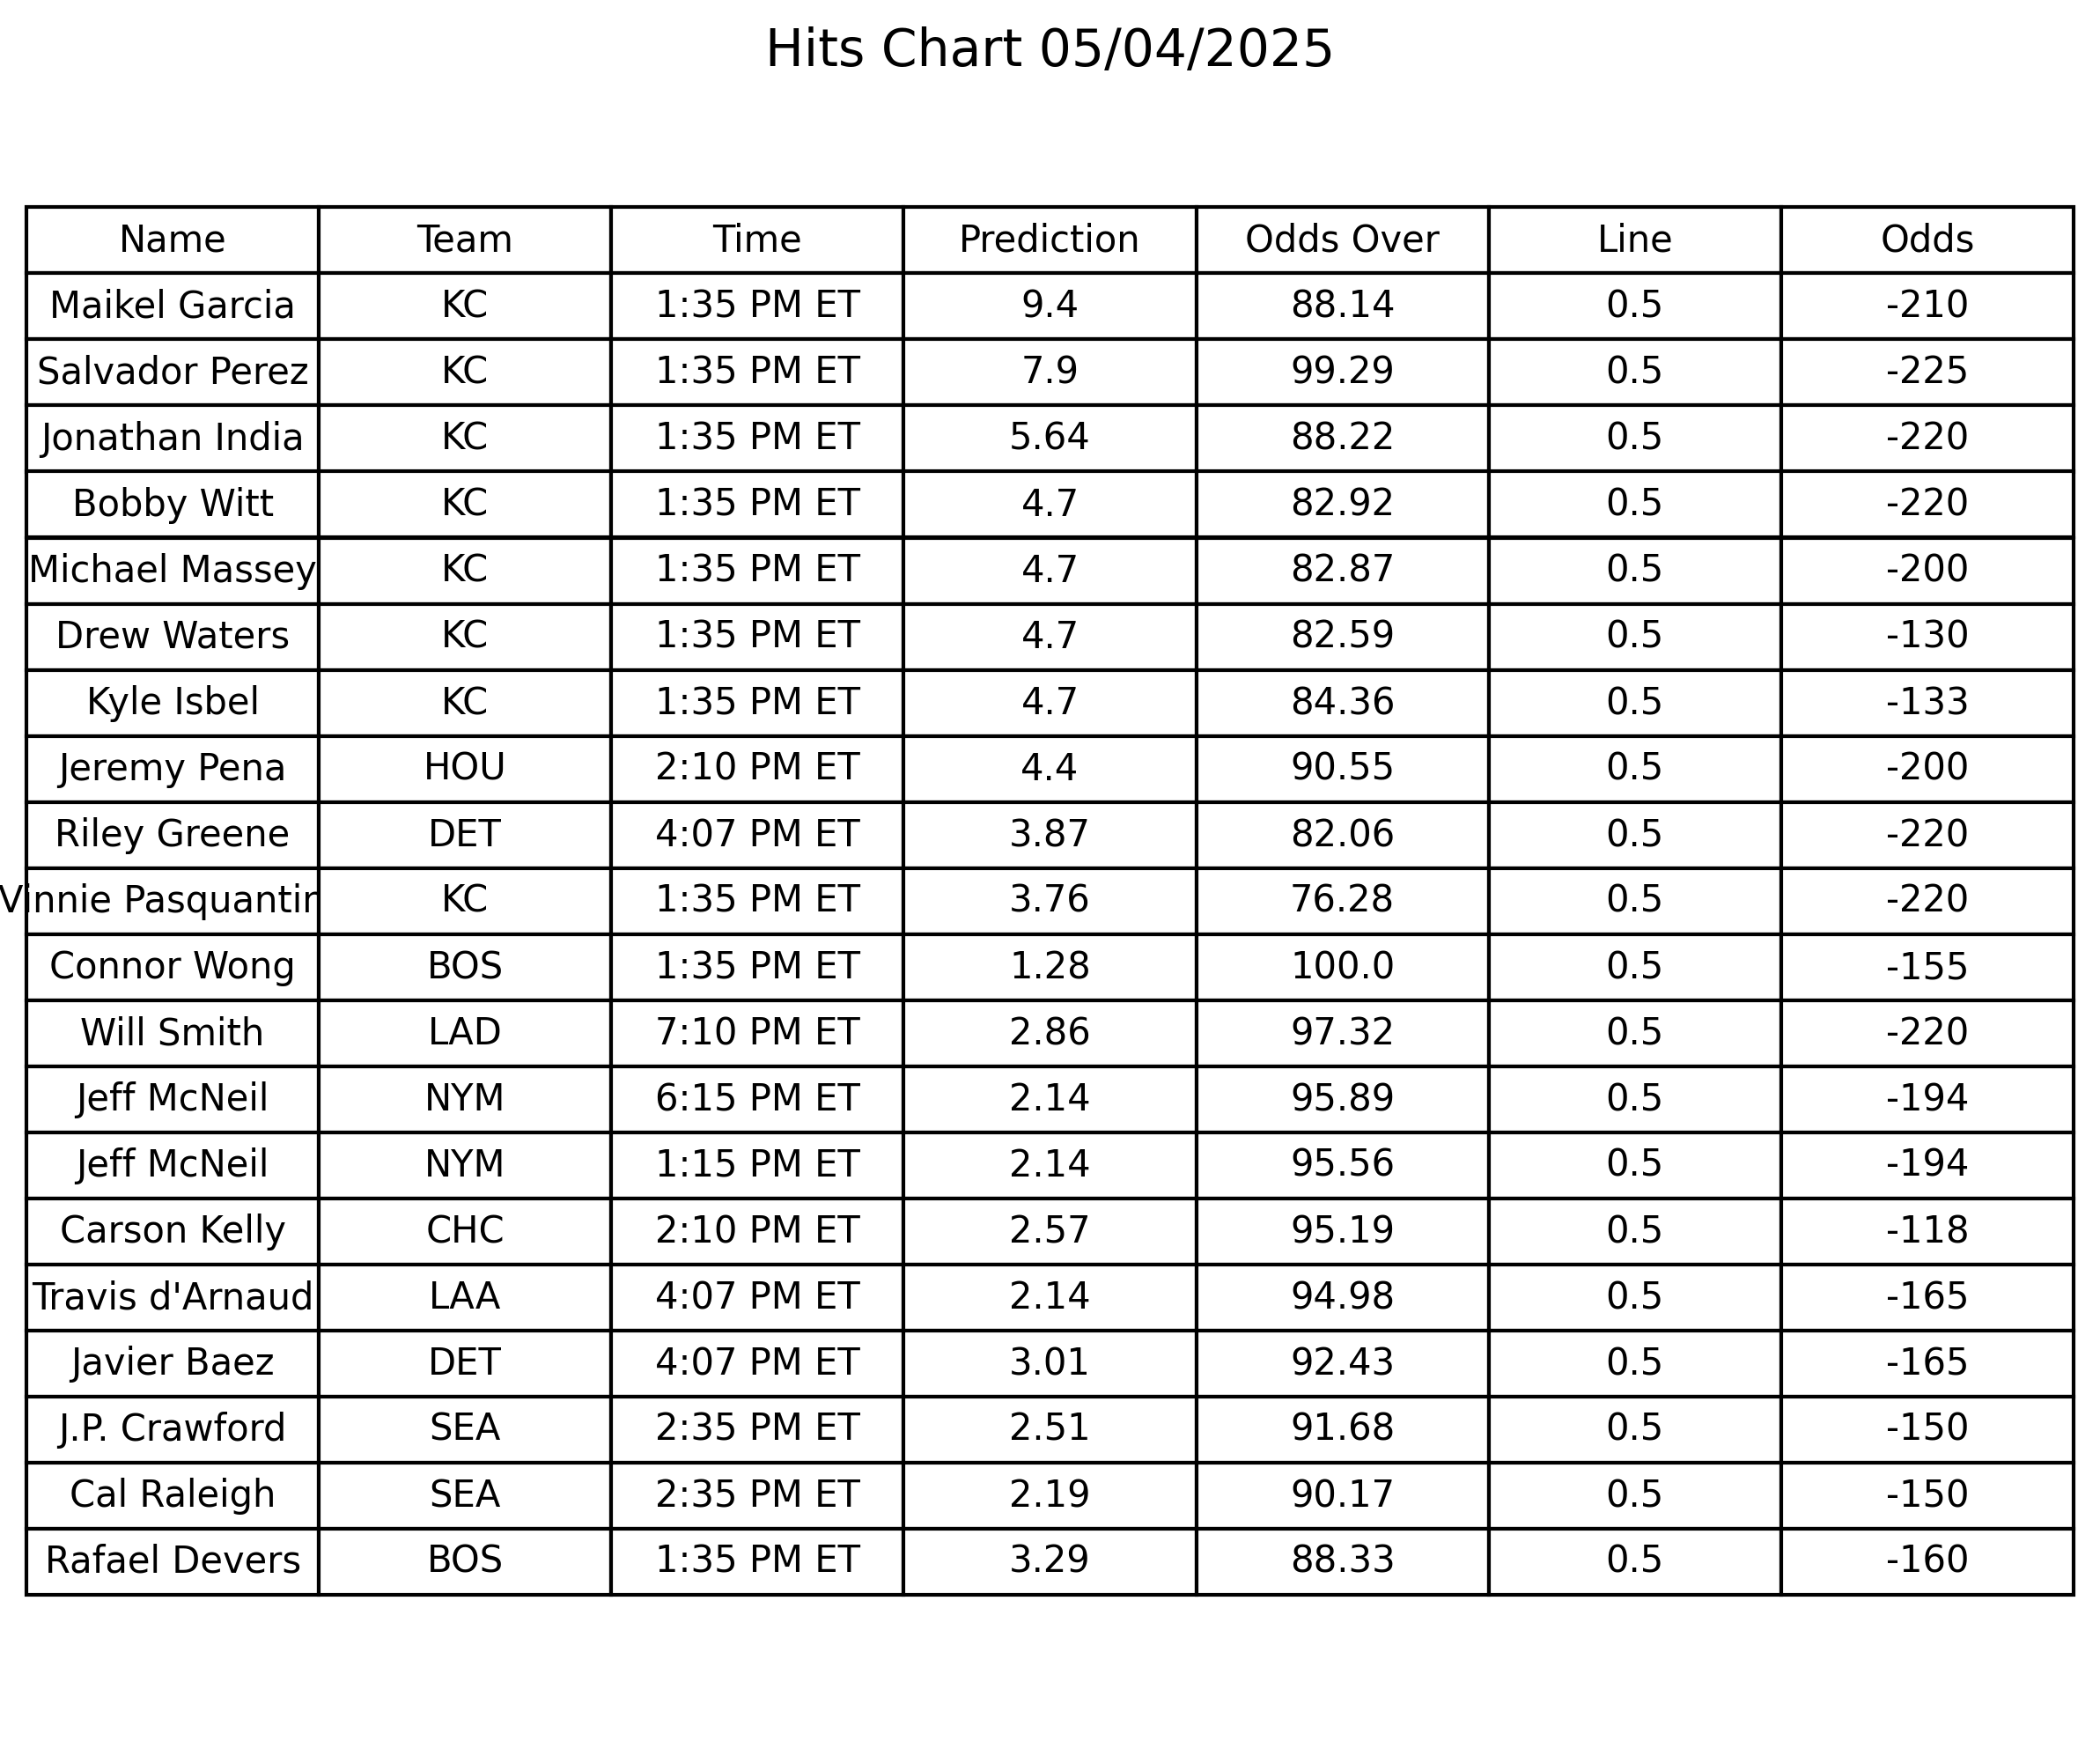 Hits Chart 05/04/2025
Name Team Time Prediction Odds Over Line Odds
Maikel Garcia KC 1:35 PM ET 9.4 88.14 0.5 -210
Salvador Perez KC 1:35 PM ET 7.9 99.29 0.5 -225
Jonathan India KC 1:35 PM ET 5.64 88.22 0.5 -220
Bobby Witt KC 1:35 PM ET 4.7 82.92 0.5 -220
Michael Massey KC 1:35 PM ET 4.7 82.87 0.5 -200
Drew Waters KC 1:35 PM ET 4.7 82.59 0.5 -130
Kyle Isbel KC 1:35 PM ET 4.7 84.36 0.5 -133
Jeremy Pena HOU 2:10 PM ET 4.4 90.55 0.5 -200
Riley Greene DET 4:07 PM ET 3.87 82.06 0.5 -220
Vinnie Pasquantin KC 1:35 PM ET 3.76 76.28 0.5 -220
Connor Wong BOS 1:35 PM ET 1.28 100.0 0.5 -155
Will Smith LAD 7:10 PM ET 2.86 97.32 0.5 -220
Jeff McNeil NYM 6:15 PM ET 2.14 95.89 0.5 -194
Jeff McNeil NYM 1:15 PM ET 2.14 95.56 0.5 -194
Carson Kelly CHC 2:10 PM ET 2.57 95.19 0.5 -118
Travis d'Arnaud LAA 4:07 PM ET 2.14 94.98 0.5 -165
Javier Baez DET 4:07 PM ET 3.01 92.43 0.5 -165
J.P. Crawford SEA 2:35 PM ET 2.51 91.68 0.5 -150
Cal Raleigh SEA 2:35 PM ET 2.19 90.17 0.5 -150
Rafael Devers BOS 1:35 PM ET 3.29 88.33 0.5 -160